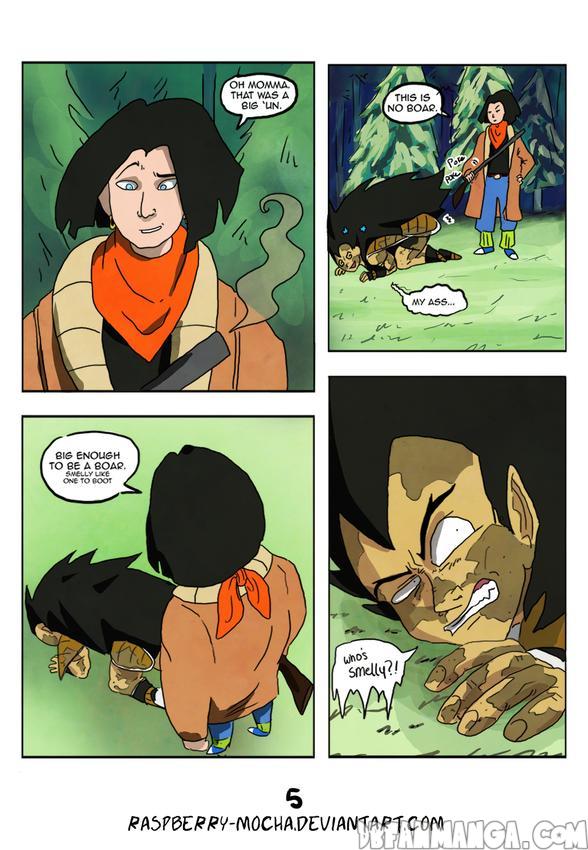 OH MOMMA.
THAT WAS A
BIG 'UN.
THIS IS
NO BOAR.
POKE
POKE
MY ASS...
BIG ENOUGH
TO BE A BOAR.
SMELLY LIKE
ONE TO BOOT
who's
smelly?!
5
RASPBERRY-MOCHA.DEVIANTART.COM
DBFANMANGA.COM